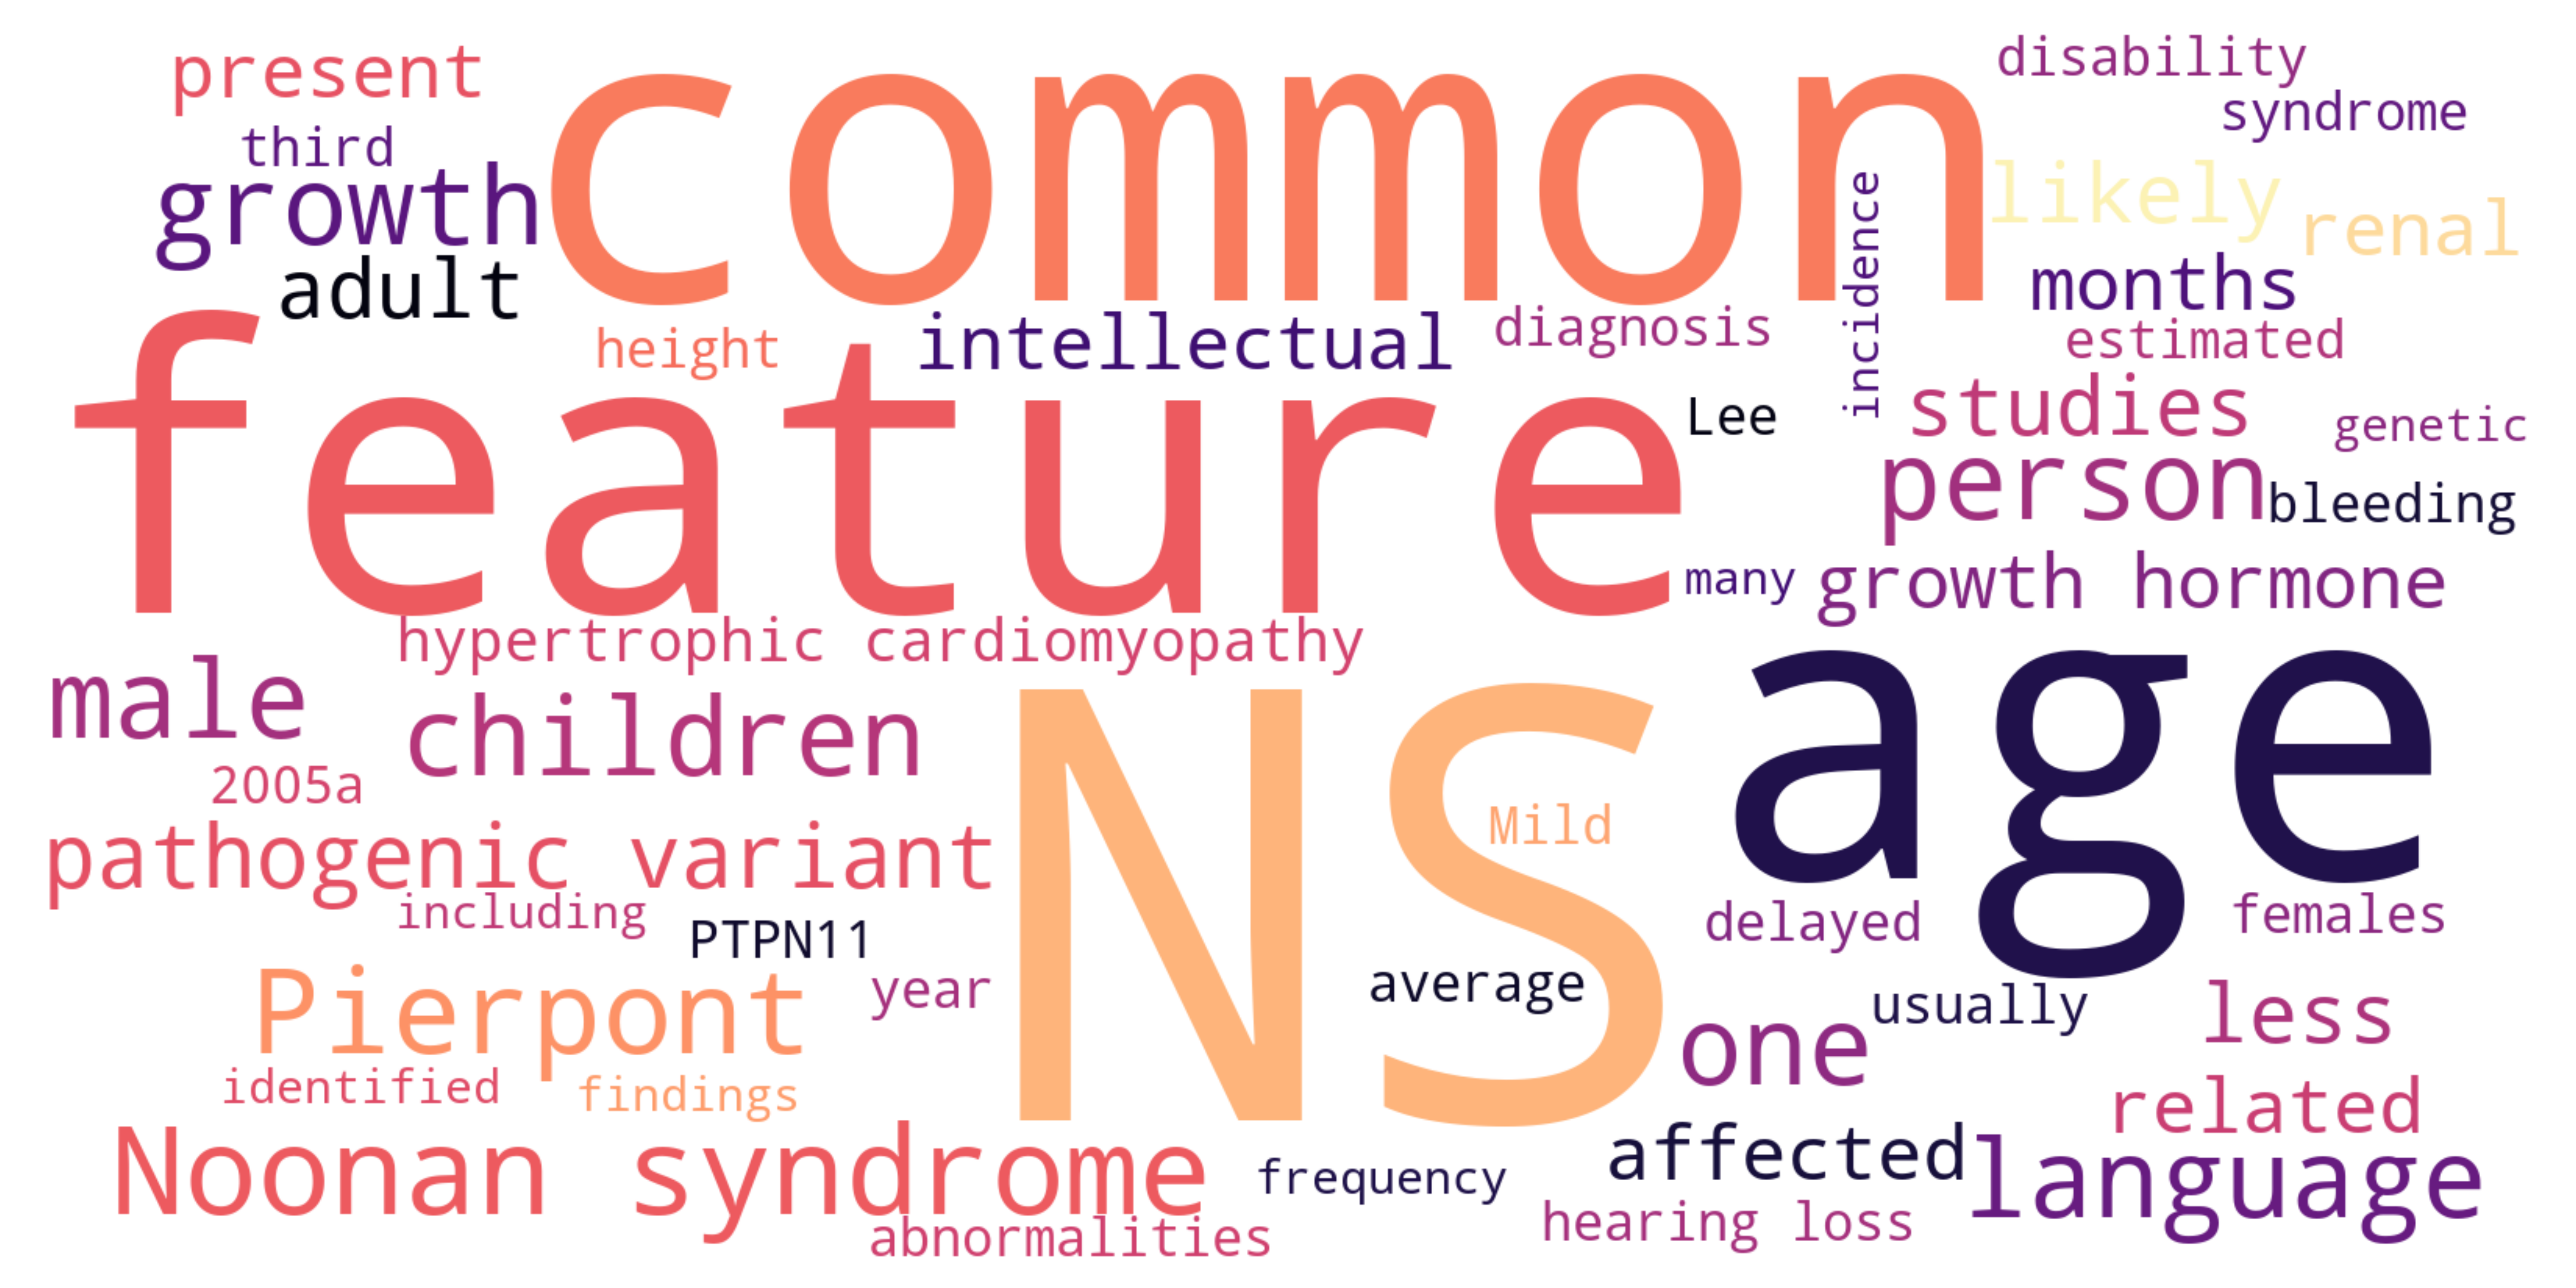 present
common
disability
syndrome
third
growth
incidence
likely
renal
adult
months
height
intellectual
diagnosis
estimated
feature
Lee
studies
genetic
person
bleeding
many
growth hormone
hypertrophic cardiomyopathy
male
children
NS
age
2005a
Mild
pathogenic variant
including
PTPN11
delayed
females
Pierpont
year
average
usually
less
one
identified
findings
related
Noonan syndrome
frequency
affected
language
abnormalities
hearing loss